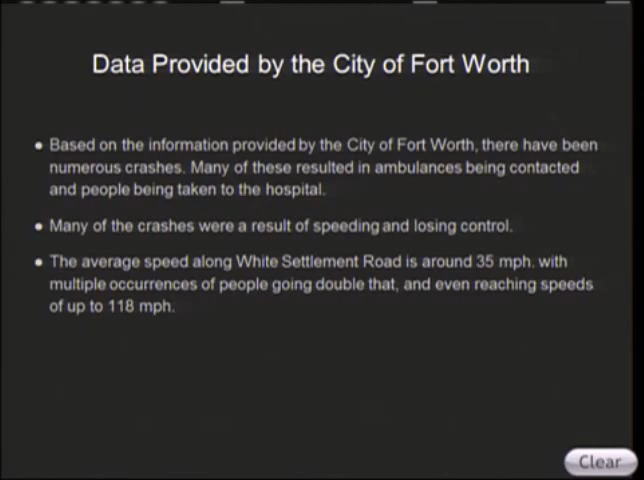 Data Provided by the City of Fort Worth
● Based on the information provided by the City of Fort Worth, there have been
numerous crashes. Many of these resulted in ambulances being contacted
and people being taken to the hospital.
● Many of the crashes were a result of speeding and losing control.
● The average speed along White Settlement Road is around 35 mph. with
multiple occurrences of people going double that, and even reaching speeds
of up to 118 mph.
Clear